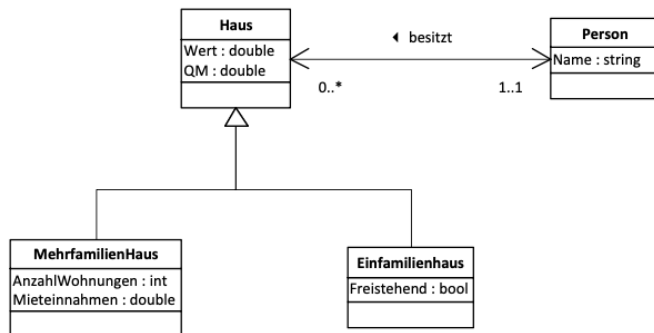 Haus
Wert : double
QM : double
◄ besitzt
0..*
1..1
Person
Name : string
MehrfamilienHaus
AnzahlWohnungen : int
Mieteinnahmen : double
Einfamilienhaus
Freistehend : bool